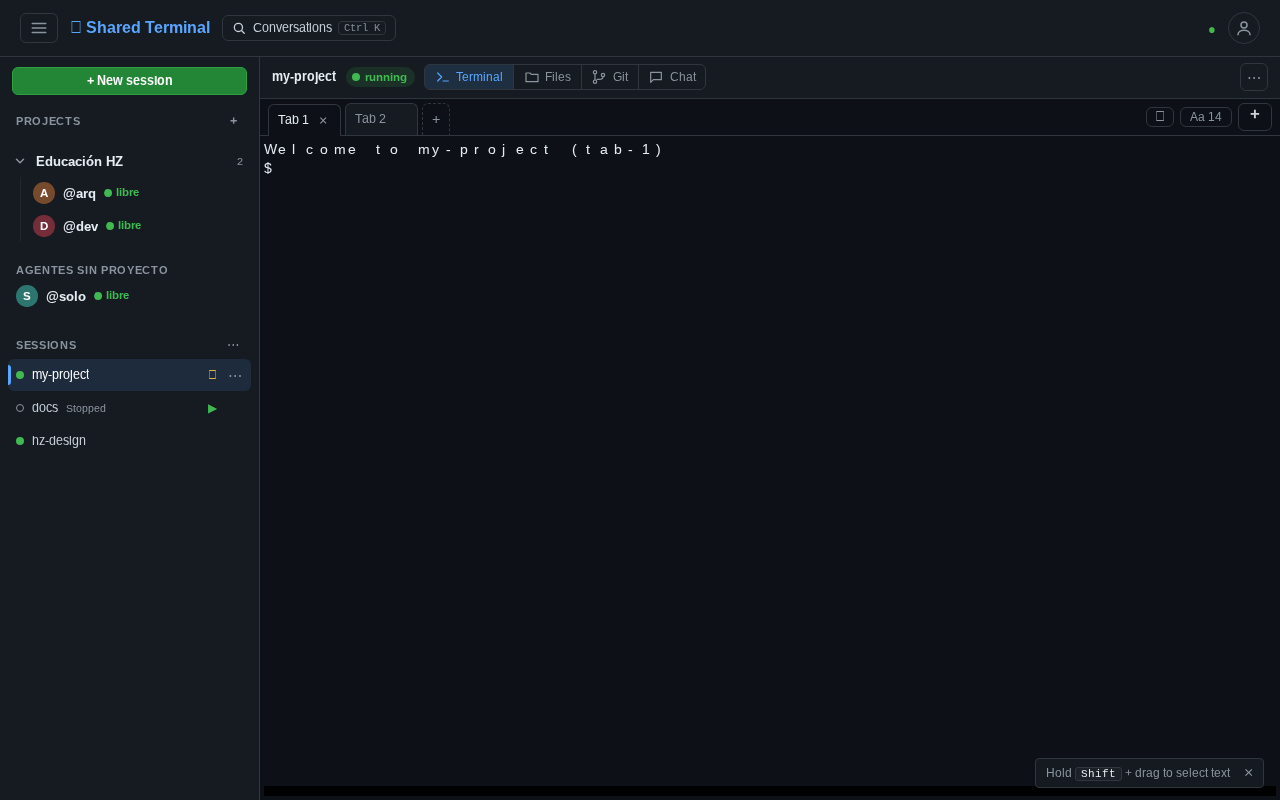 Shared Terminal
Conversations Ctrl K
+ New session
PROJECTS +
Educación HZ 2
A @arq libre
D @dev libre
AGENTES SIN PROYECTO
S @solo libre
SESSIONS ...
my-project ...
docs Stopped
hz-design
my-project running Terminal Files Git Chat ...
Tab 1 × Tab 2 + Aa 14 +
Welcome to my-project (tab-1)
$
Hold Shift + drag to select text ×